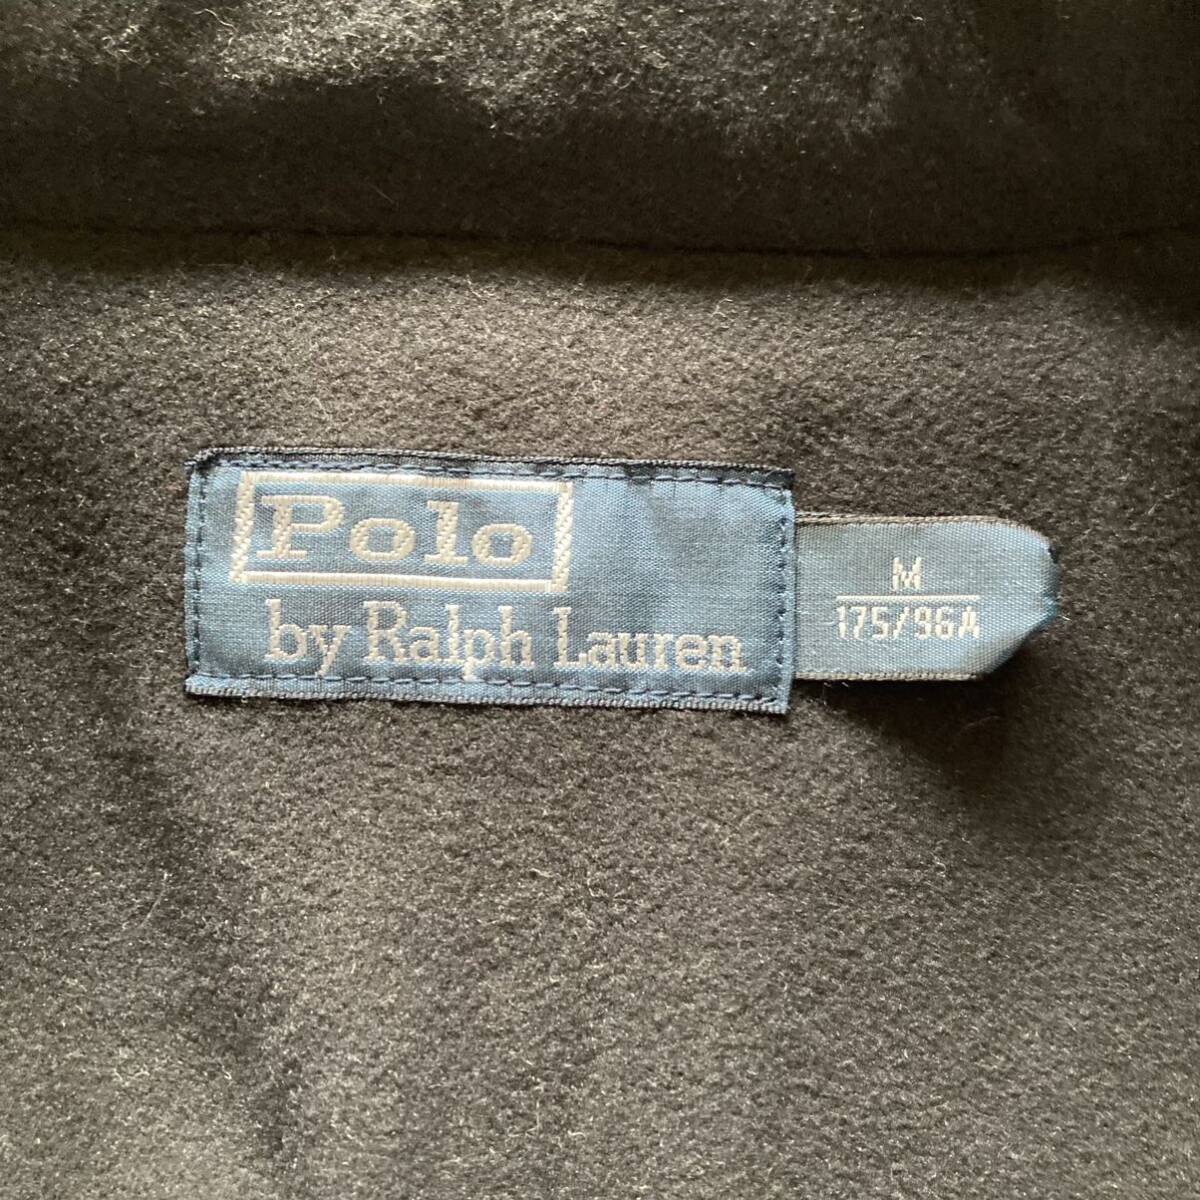 Polo
by Ralph Lauren
M
175/96A